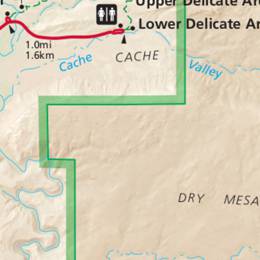 Upper Delicate Ar
Lower Delicate Ar
1.0mi
1.6km
Cache
CACHE
Valley
DRY MESA